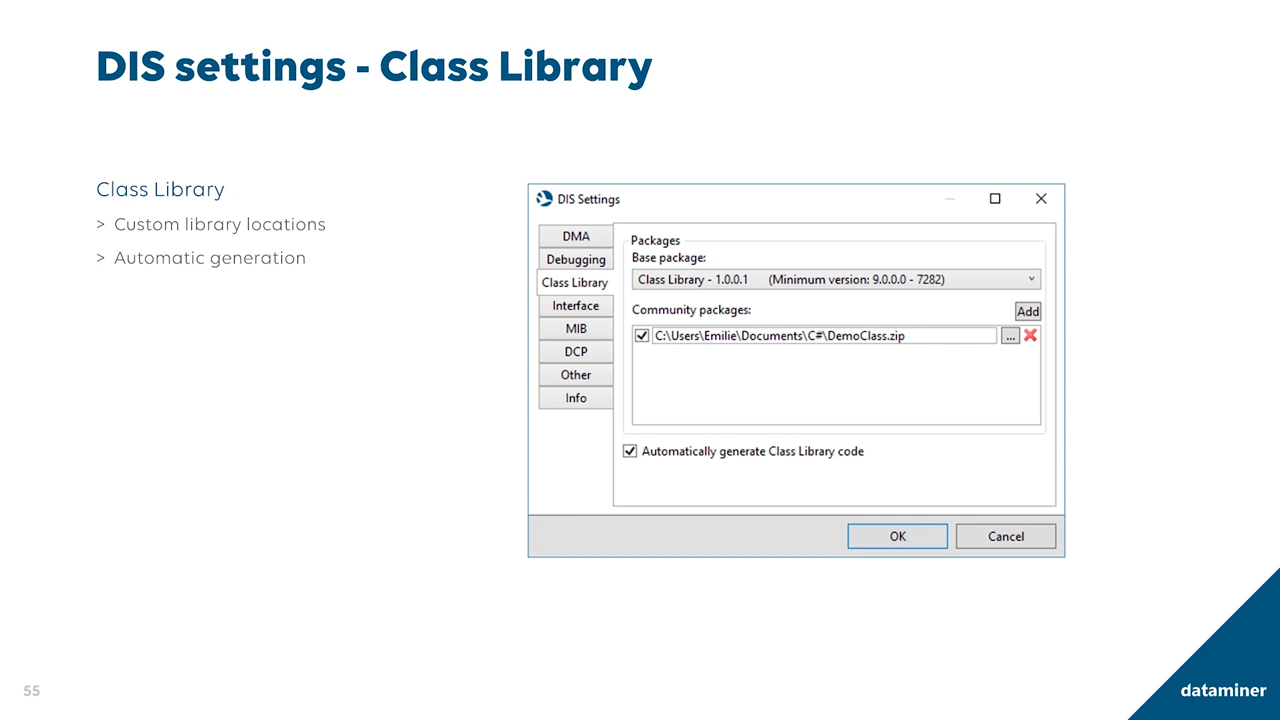 DIS settings - Class Library
Class Library
> Custom library locations
> Automatic generation
DIS Settings
DMA
Debugging
Class Library
Interface
MIB
DCP
Other
Info
Packages
Base package:
Class Library - 1.0.0.1 (Minimum version: 9.0.0.0 - 7282)
Community packages:
Add
C:\Users\Emilie\Documents\C#\DemoClass.zip
...
Automatically generate Class Library code
OK
Cancel
55
dataminer